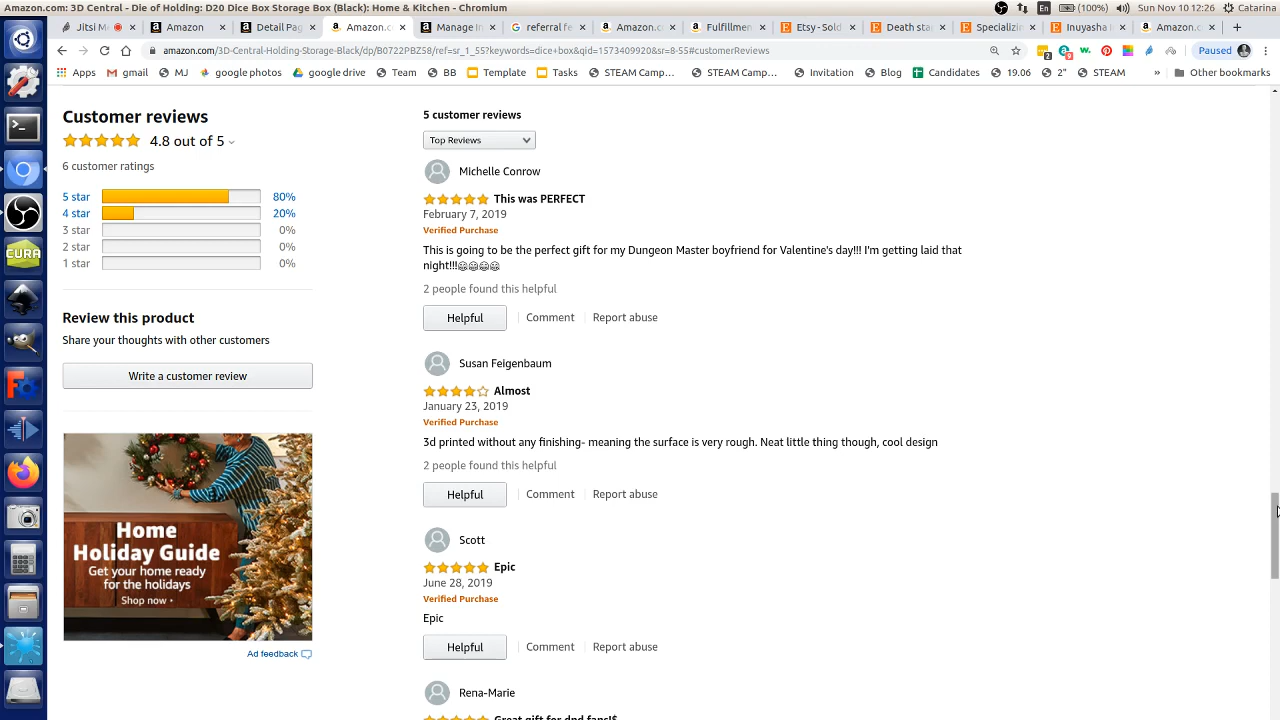 Amazon.com: 3D Central - Die of Holding: D20 Dice Box Storage Box (Black): Home & Kitchen - Chromium
En (100%) Sun Nov 10 12:26 Catarina
Jitsi M Amazon Deal Pag Amazon.c Manage referral fe Amazon.c Fulfillmen Etsy - Sold Death sta Specializin Inuyasha k Amazon.c
amazon.com/3D-Central-Holding-Storage-Black/dp/B0722PBZ58/ref=sr_1_55?keywords=dice+box&qid=1573409920&sr=8-55#customerReviews Paused
Apps gmail MJ google photos google drive Team BB Template Tasks STEAM Camp... STEAM Camp... Invitation Blog Candidates 19.06 2" STEAM » Other bookmarks
Customer reviews
4.8 out of 5
6 customer ratings
5 star 80%
4 star 20%
3 star 0%
2 star 0%
1 star 0%
Review this product
Share your thoughts with other customers
Write a customer review
Home
Holiday Guide
Get your home ready
for the holidays
Shop now
Ad feedback
5 customer reviews
Top Reviews
Michelle Conrow
This was PERFECT
February 7, 2019
Verified Purchase
This is going to be the perfect gift for my Dungeon Master boyfriend for Valentine's day!!! I'm getting laid that
night!!!😀😀😀😀
2 people found this helpful
Helpful Comment Report abuse
Susan Feigenbaum
Almost
January 23, 2019
Verified Purchase
3d printed without any finishing- meaning the surface is very rough. Neat little thing though, cool design
2 people found this helpful
Helpful Comment Report abuse
Scott
Epic
June 28, 2019
Verified Purchase
Epic
Helpful Comment Report abuse
Rena-Marie
Great gift for dnd fans!$
CURA